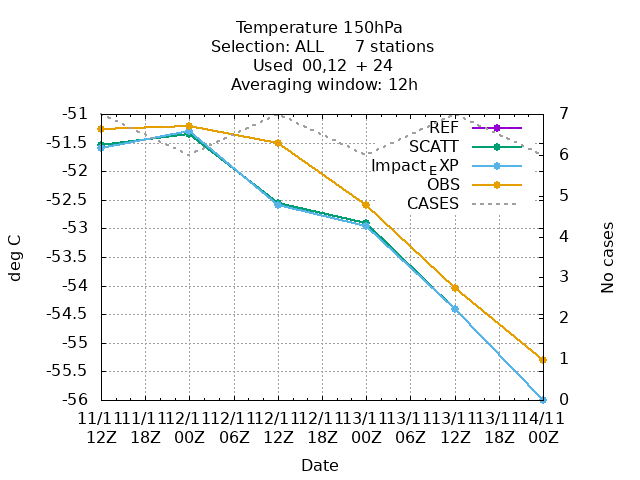 Temperature 150hPa
Selection: ALL 7 stations
Used 00,12 + 24
Averaging window: 12h
-51
-51.5
-52
-52.5
-53
-53.5
-54
-54.5
-55
-55.5
-56
deg C
7
6
5
4
3
2
1
0
No cases
REF
SCATT
Impact_EXP
OBS
CASES
11/11 11/11 12/11 12/11 12/11 12/11 13/11 13/11 13/11 13/11 14/11
12Z 18Z 00Z 06Z 12Z 18Z 00Z 06Z 12Z 18Z 00Z
Date